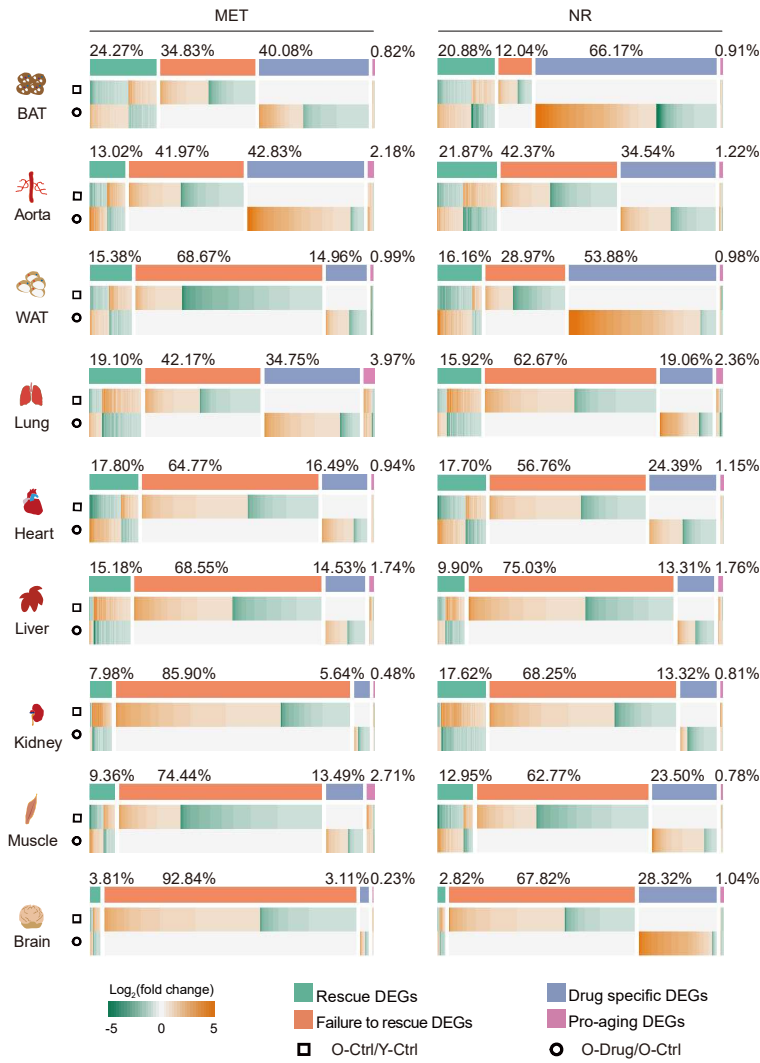 MET NR
24.27% 34.83% 40.08% 0.82% 20.88% 12.04% 66.17% 0.91%
BAT
13.02% 41.97% 42.83% 2.18% 21.87% 42.37% 34.54% 1.22%
Aorta
15.38% 68.67% 14.96% 0.99% 16.16% 28.97% 53.88% 0.98%
WAT
19.10% 42.17% 34.75% 3.97% 15.92% 62.67% 19.06% 2.36%
Lung
17.80% 64.77% 16.49% 0.94% 17.70% 56.76% 24.39% 1.15%
Heart
15.18% 68.55% 14.53% 1.74% 9.90% 75.03% 13.31% 1.76%
Liver
7.98% 85.90% 5.64% 0.48% 17.62% 68.25% 13.32% 0.81%
Kidney
9.36% 74.44% 13.49% 2.71% 12.95% 62.77% 23.50% 0.78%
Muscle
3.81% 92.84% 3.11% 0.23% 2.82% 67.82% 28.32% 1.04%
Brain
Log₂(fold change)
-5 0 5
Rescue DEGs Drug specific DEGs
Failure to rescue DEGs Pro-aging DEGs
O-Ctrl/Y-Ctrl O-Drug/O-Ctrl